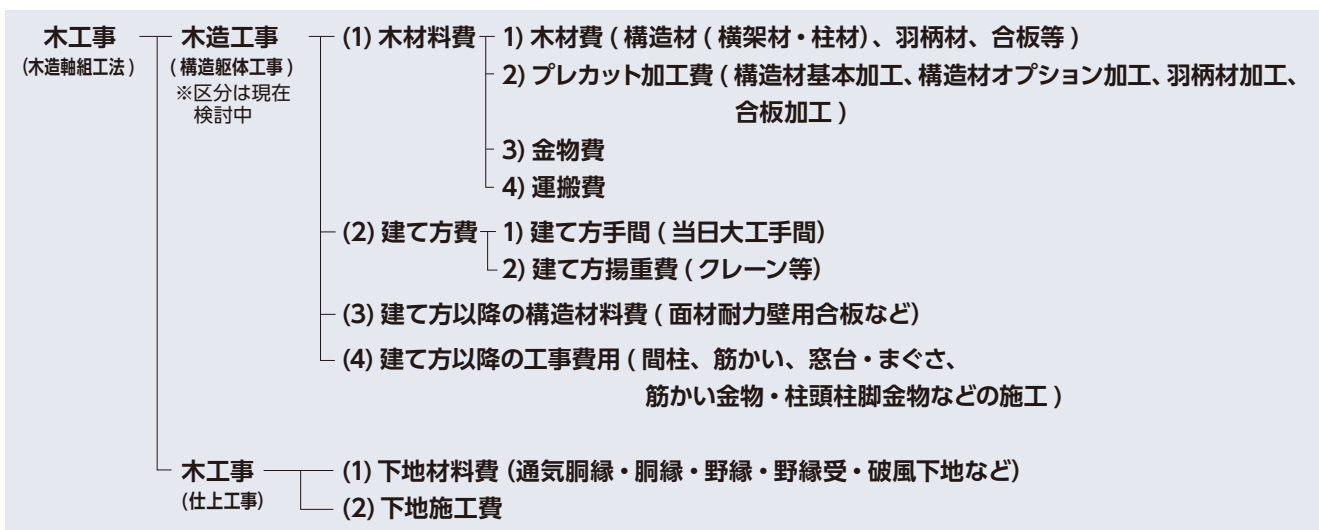 木工事 木造工事 (1) 木材料費 1) 木材費 ( 構造材 ( 横架材・柱材)、羽柄材、合板等 )
(木造軸組工法 ) ( 構造躯体工事 ) 2) プレカット加工費 ( 構造材基本加工、構造材オプション加工、羽柄材加工、
※区分は現在
検討中 合板加工 )
3) 金物費
4) 運搬費
(2) 建て方費 1) 建て方手間 ( 当日大工手間)
2) 建て方揚重費 ( クレーン等)
(3) 建て方以降の構造材料費 ( 面材耐力壁用合板など)
(4) 建て方以降の工事費用 ( 間柱、筋かい、窓台・まぐさ、
筋かい金物・柱頭柱脚金物などの施工 )
木工事 (1) 下地材料費 (通気胴縁・胴縁・野縁・野縁受・破風下地など)
(仕上工事) (2) 下地施工費